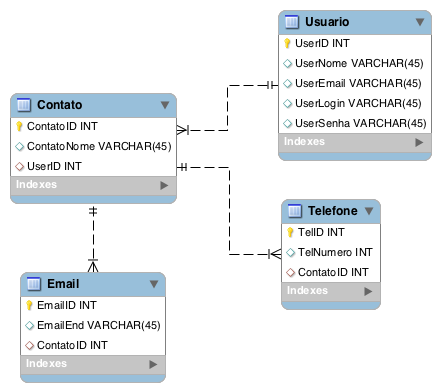 Usuario
UserID INT
UserNome VARCHAR(45)
UserEmail VARCHAR(45)
UserLogin VARCHAR(45)
UserSenha VARCHAR(45)
Indexes
Contato
ContatoID INT
ContatoNome VARCHAR(45)
UserID INT
Indexes
Telefone
TelID INT
TelNumero INT
ContatoID INT
Indexes
Email
EmailID INT
EmailEnd VARCHAR(45)
ContatoID INT
Indexes